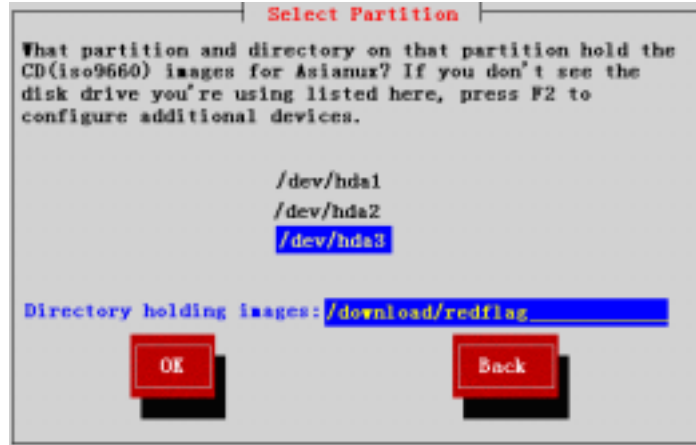 Select Partition
What partition and directory on that partition hold the
CD(iso9660) images for Asianux? If you don't see the
disk drive you're using listed here, press F2 to
configure additional devices.
/dev/hda1
/dev/hda2
/dev/hda3
Directory holding images:/download/redflag
OK Back